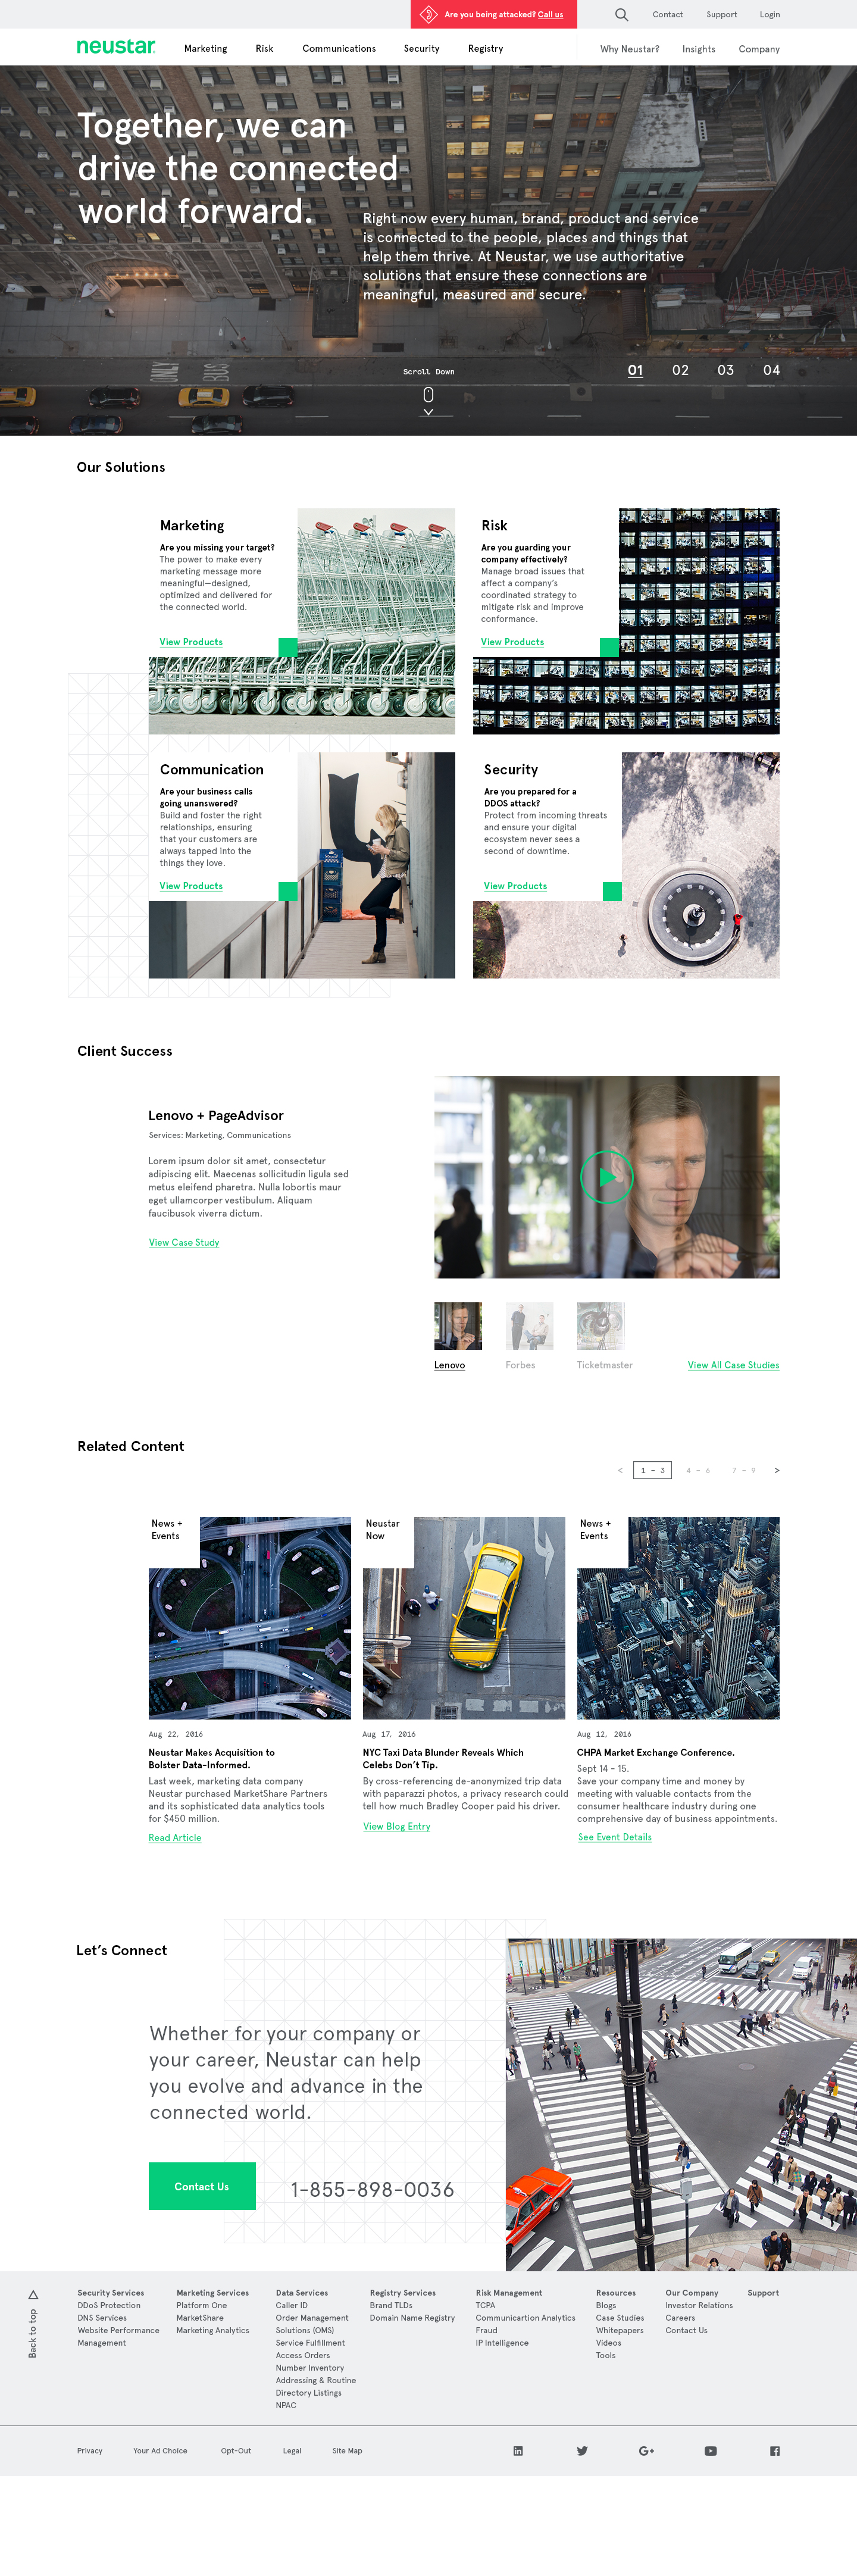 Are you being attacked? Call us
Contact
Support
Login
neustar.
Marketing
Risk
Communications
Security
Registry
Why Neustar?
Insights
Company
Together, we can
drive the connected
world forward.
Right now every human, brand, product and service
is connected to the people, places and things that
help them thrive. At Neustar, we use authoritative
solutions that ensure these connections are
meaningful, measured and secure.
Scroll Down
01
02
03
04
Our Solutions
Marketing
Are you missing your target?
The power to make every
marketing message more
meaningful—designed,
optimized and delivered for
the connected world.
View Products
Risk
Are you guarding your
company effectively?
Manage broad issues that
affect a company's
coordinated strategy to
mitigate risk and improve
conformance.
View Products
Communication
Are your business calls
going unanswered?
Build and foster the right
relationships, ensuring
that your customers are
always tapped into the
things they love.
View Products
Security
Are you prepared for a
DDOS attack?
Protect from incoming threats
and ensure your digital
ecosystem never sees a
second of downtime.
View Products
Client Success
Lenovo + PageAdvisor
Services: Marketing, Communications
Lorem ipsum dolor sit amet, consectetur
adipiscing elit. Maecenas sollicitudin ligula sed
metus eleifend pharetra. Nulla lobortis maur
eget ullamcorper vestibulum. Aliquam
faucibusok viverra dictum.
View Case Study
Lenovo
Forbes
Ticketmaster
View All Case Studies
Related Content
< 1 – 3 4 – 6 7 – 9 >
News +
Events
Aug 22, 2016
Neustar Makes Acquisition to
Bolster Data-Informed.
Last week, marketing data company
Neustar purchased MarketShare Partners
and its sophisticated data analytics tools
for $450 million.
Read Article
Neustar
Now
Aug 17, 2016
NYC Taxi Data Blunder Reveals Which
Celebs Don't Tip.
By cross-referencing de-anonymized trip data
with paparazzi photos, a privacy research could
tell how much Bradley Cooper paid his driver.
View Blog Entry
News +
Events
Aug 12, 2016
CHPA Market Exchange Conference.
Sept 14 - 15.
Save your company time and money by
meeting with valuable contacts from the
consumer healthcare industry during one
comprehensive day of business appointments.
See Event Details
Let's Connect
Whether for your company or
your career, Neustar can help
you evolve and advance in the
connected world.
Contact Us
1-855-898-0036
Back to top
Security Services
DDoS Protection
DNS Services
Website Performance
Management
Marketing Services
Platform One
MarketShare
Marketing Analytics
Data Services
Caller ID
Order Management
Solutions (OMS)
Service Fulfillment
Access Orders
Number Inventory
Addressing & Routine
Directory Listings
NPAC
Registry Services
Brand TLDs
Domain Name Registry
Risk Management
TCPA
Communicartion Analytics
Fraud
IP Intelligence
Resources
Blogs
Case Studies
Whitepapers
Videos
Tools
Our Company
Investor Relations
Careers
Contact Us
Support
Privacy
Your Ad Choice
Opt-Out
Legal
Site Map